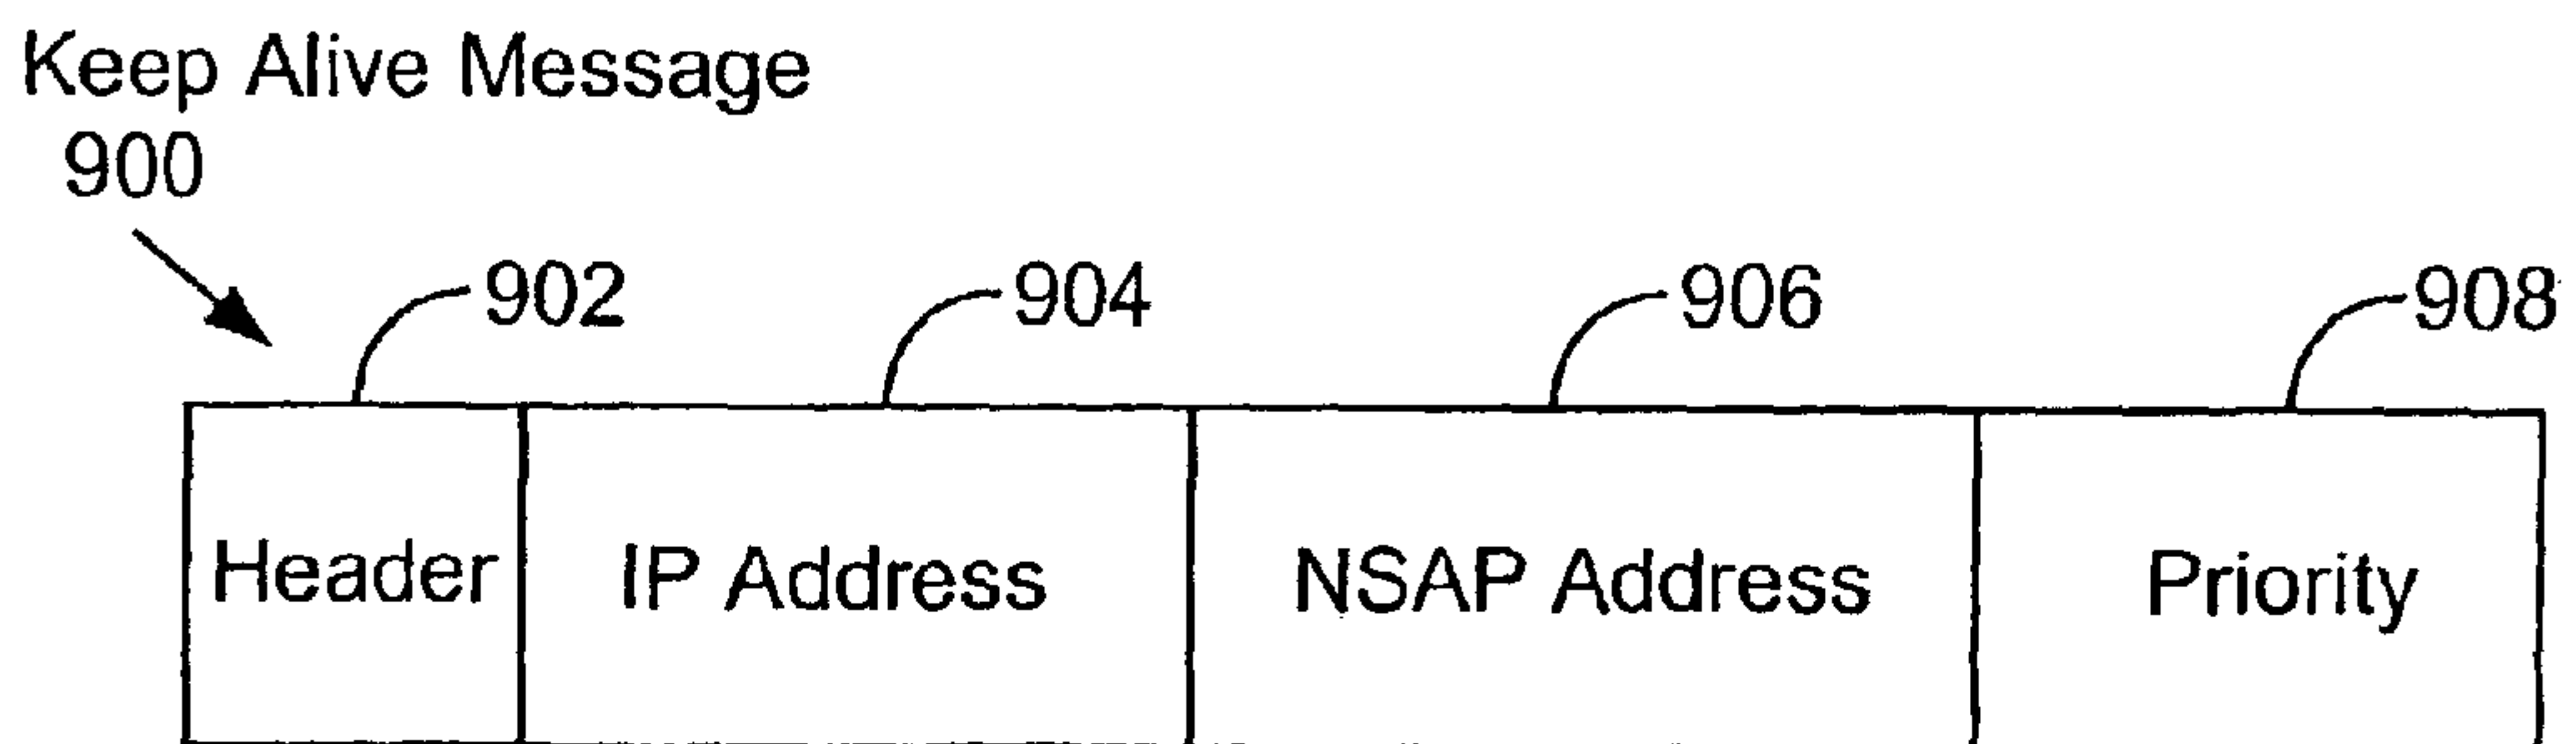 Keep Alive Message
900
902 904 906 908
Header IP Address NSAP Address Priority